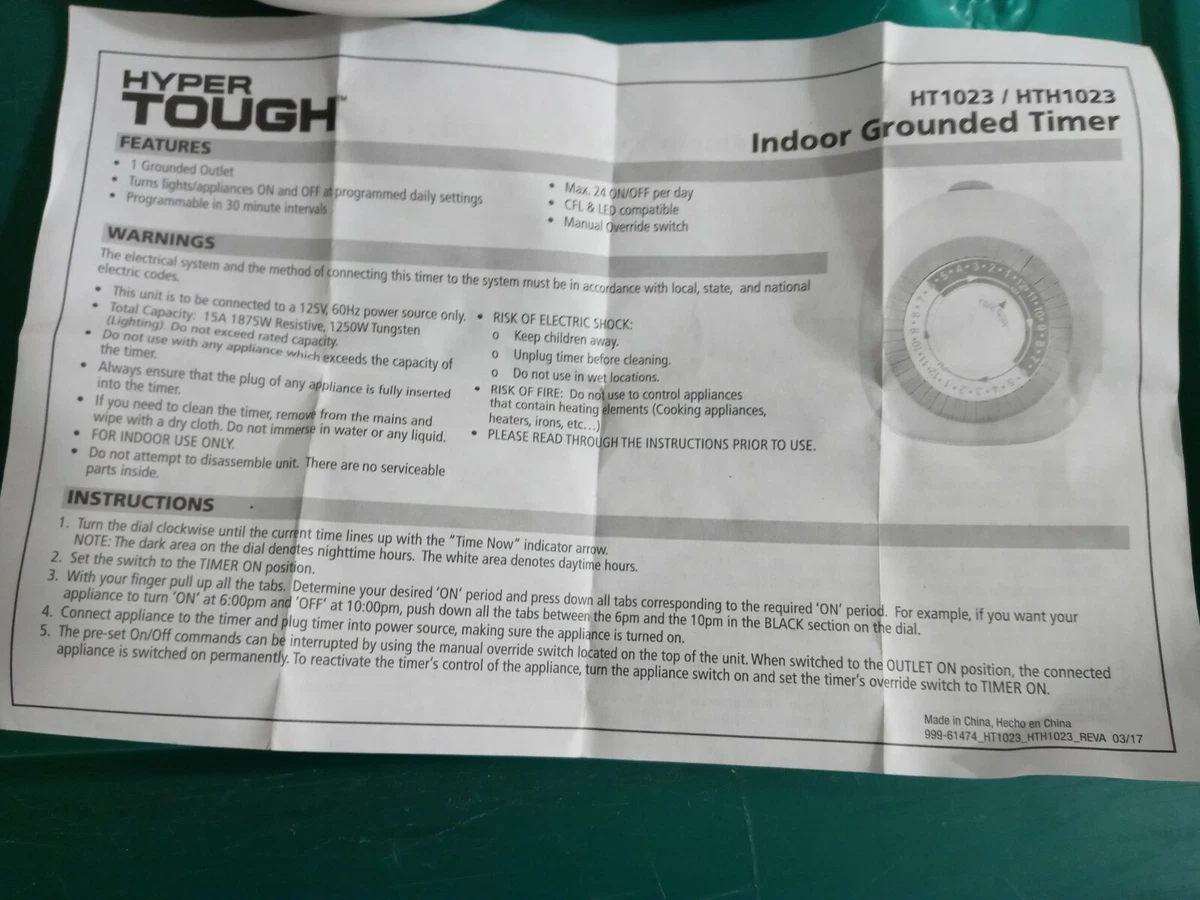 HYPER
TOUGH™
HT1023 / HTH1023
Indoor Grounded Timer
FEATURES
• 1 Grounded Outlet
• Turns lights/appliances ON and OFF at programmed daily settings
• Programmable in 30 minute intervals
• Max. 24 ON/OFF per day
• CFL & LED compatible
• Manual Override switch
WARNINGS
The electrical system and the method of connecting this timer to the system must be in accordance with local, state, and national
electric codes.
• This unit is to be connected to a 125V, 60Hz power source only.
• Total Capacity: 15A 1875W Resistive, 1250W Tungsten
(Lighting). Do not exceed rated capacity.
• Do not use with any appliance which exceeds the capacity of
the timer.
• Always ensure that the plug of any appliance is fully inserted
into the timer.
• If you need to clean the timer, remove from the mains and
wipe with a dry cloth. Do not immerse in water or any liquid.
• FOR INDOOR USE ONLY.
• Do not attempt to disassemble unit. There are no serviceable
parts inside.
• RISK OF ELECTRIC SHOCK:
o Keep children away.
o Unplug timer before cleaning.
o Do not use in wet locations.
• RISK OF FIRE: Do not use to control appliances
that contain heating elements (Cooking appliances,
heaters, irons, etc...)
• PLEASE READ THROUGH THE INSTRUCTIONS PRIOR TO USE.
INSTRUCTIONS
1. Turn the dial clockwise until the current time lines up with the "Time Now" indicator arrow.
NOTE: The dark area on the dial denotes nighttime hours. The white area denotes daytime hours.
2. Set the switch to the TIMER ON position.
3. With your finger pull up all the tabs. Determine your desired 'ON' period and press down all tabs corresponding to the required 'ON' period. For example, if you want your
appliance to turn 'ON' at 6:00pm and 'OFF' at 10:00pm, push down all the tabs between the 6pm and the 10pm in the BLACK section on the dial.
4. Connect appliance to the timer and plug timer into power source, making sure the appliance is turned on.
5. The pre-set On/Off commands can be interrupted by using the manual override switch located on the top of the unit. When switched to the OUTLET ON position, the connected
appliance is switched on permanently. To reactivate the timer's control of the appliance, turn the appliance switch on and set the timer's override switch to TIMER ON.
Made in China, Hecho en China
999-61474_HT1023_HTH1023_REVA 03/17